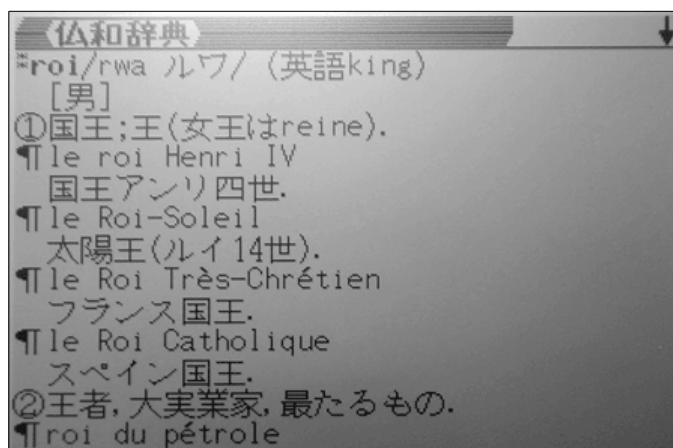 仏和辞典
*roi/rwa ルワ/ (英語king)
[男]
①国王;王(女王はreine).
¶le roi Henri IV
国王アンリ四世.
¶le Roi-Soleil
太陽王(ルイ14世).
¶le Roi Très-Chrétien
フランス国王.
¶le Roi Catholique
スペイン国王.
②王者,大実業家,最たるもの.
¶roi du pétrole